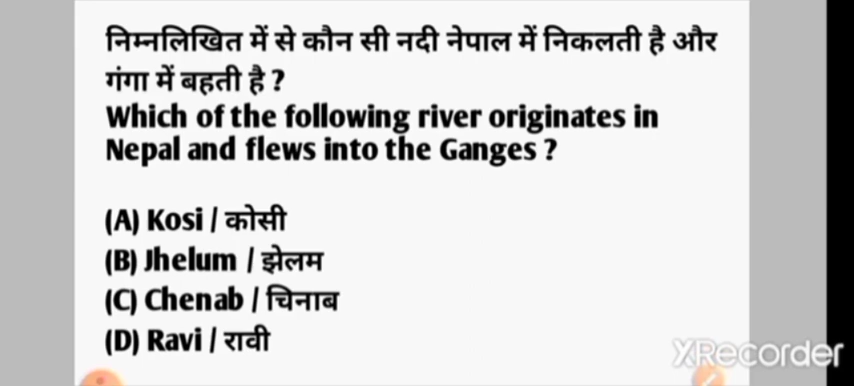 निम्नलिखित में से कौन सी नदी नेपाल में निकलती है और
गंगा में बहती है ?
Which of the following river originates in
Nepal and flews into the Ganges ?
(A) Kosi / कोसी
(B) Jhelum / झेलम
(C) Chenab / चिनाब
(D) Ravi / रावी
XRecorder